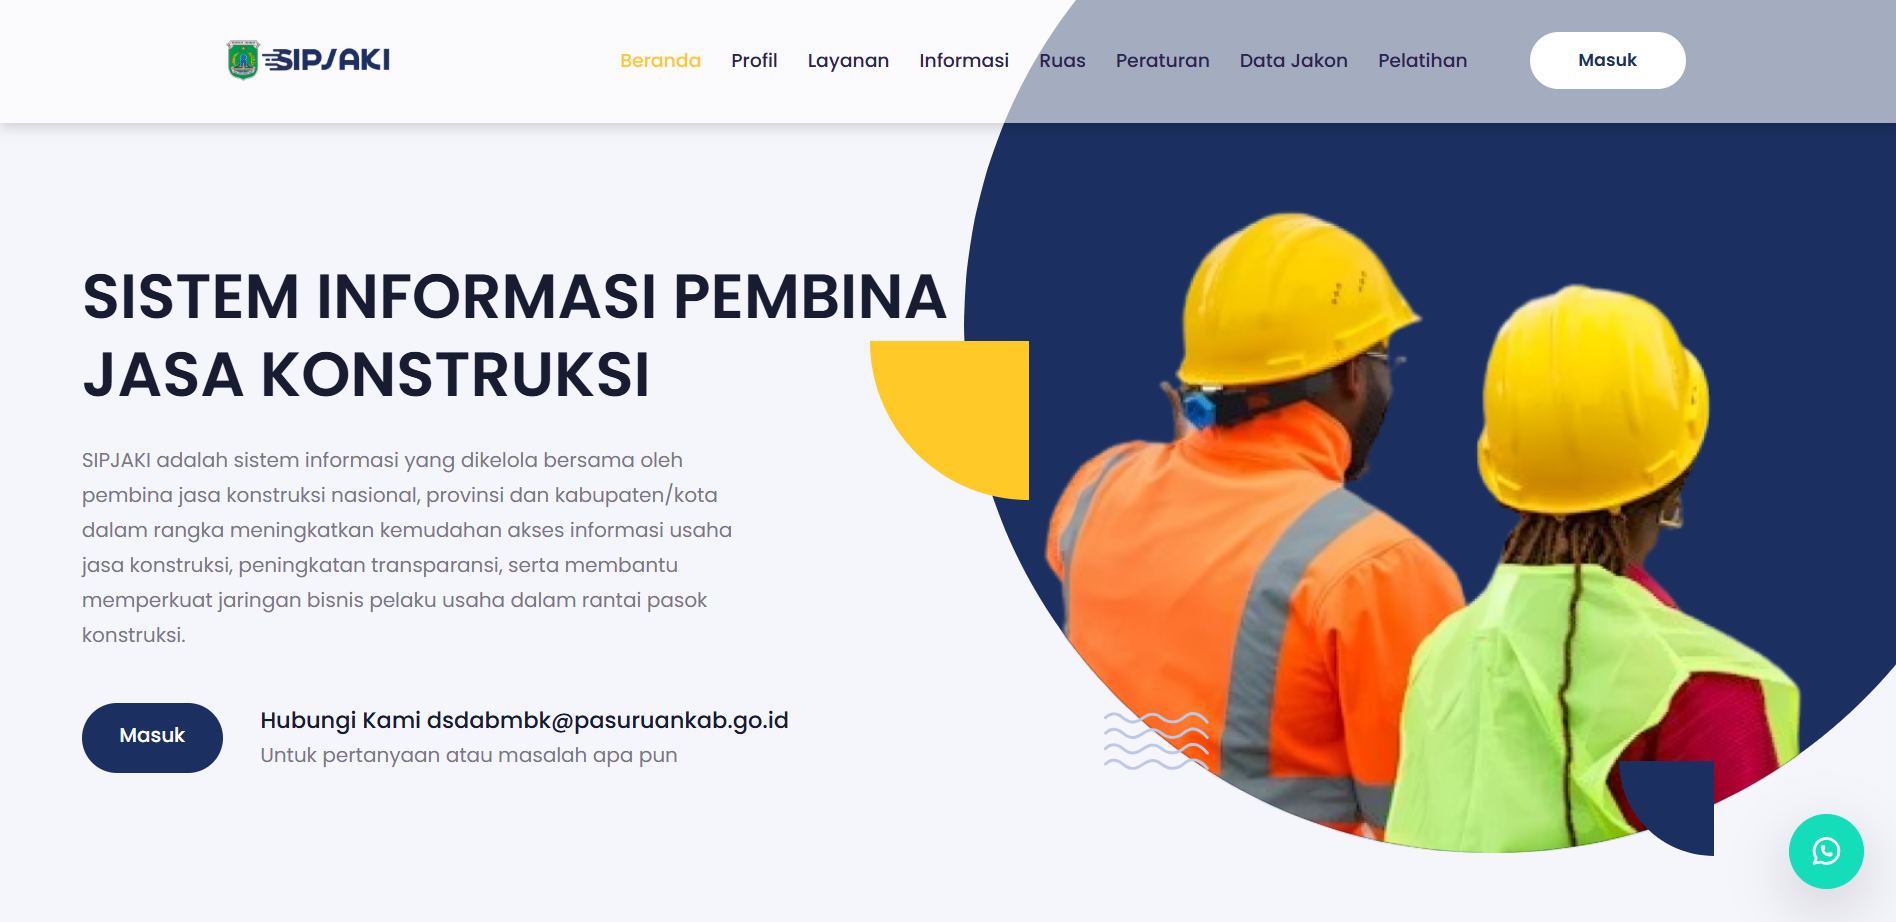 SIPJAKI
Beranda Profil Layanan Informasi Ruas Peraturan Data Jakon Pelatihan Masuk
SISTEM INFORMASI PEMBINA
JASA KONSTRUKSI
SIPJAKI adalah sistem informasi yang dikelola bersama oleh
pembina jasa konstruksi nasional, provinsi dan kabupaten/kota
dalam rangka meningkatkan kemudahan akses informasi usaha
jasa konstruksi, peningkatan transparansi, serta membantu
memperkuat jaringan bisnis pelaku usaha dalam rantai pasok
konstruksi.
Masuk
Hubungi Kami dsdabmbk@pasuruankab.go.id
Untuk pertanyaan atau masalah apa pun